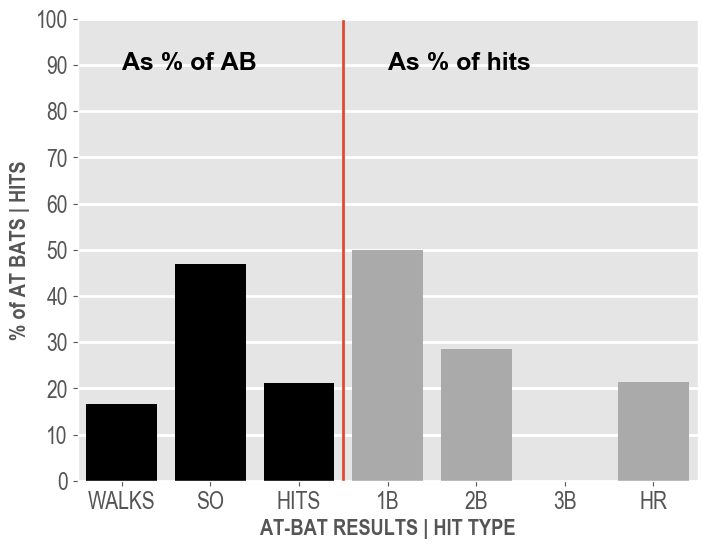 As % of AB
As % of hits
100
90
80
70
60
50
40
30
20
10
0
% of AT BATS | HITS
WALKS SO HITS 1B 2B 3B HR
AT-BAT RESULTS | HIT TYPE